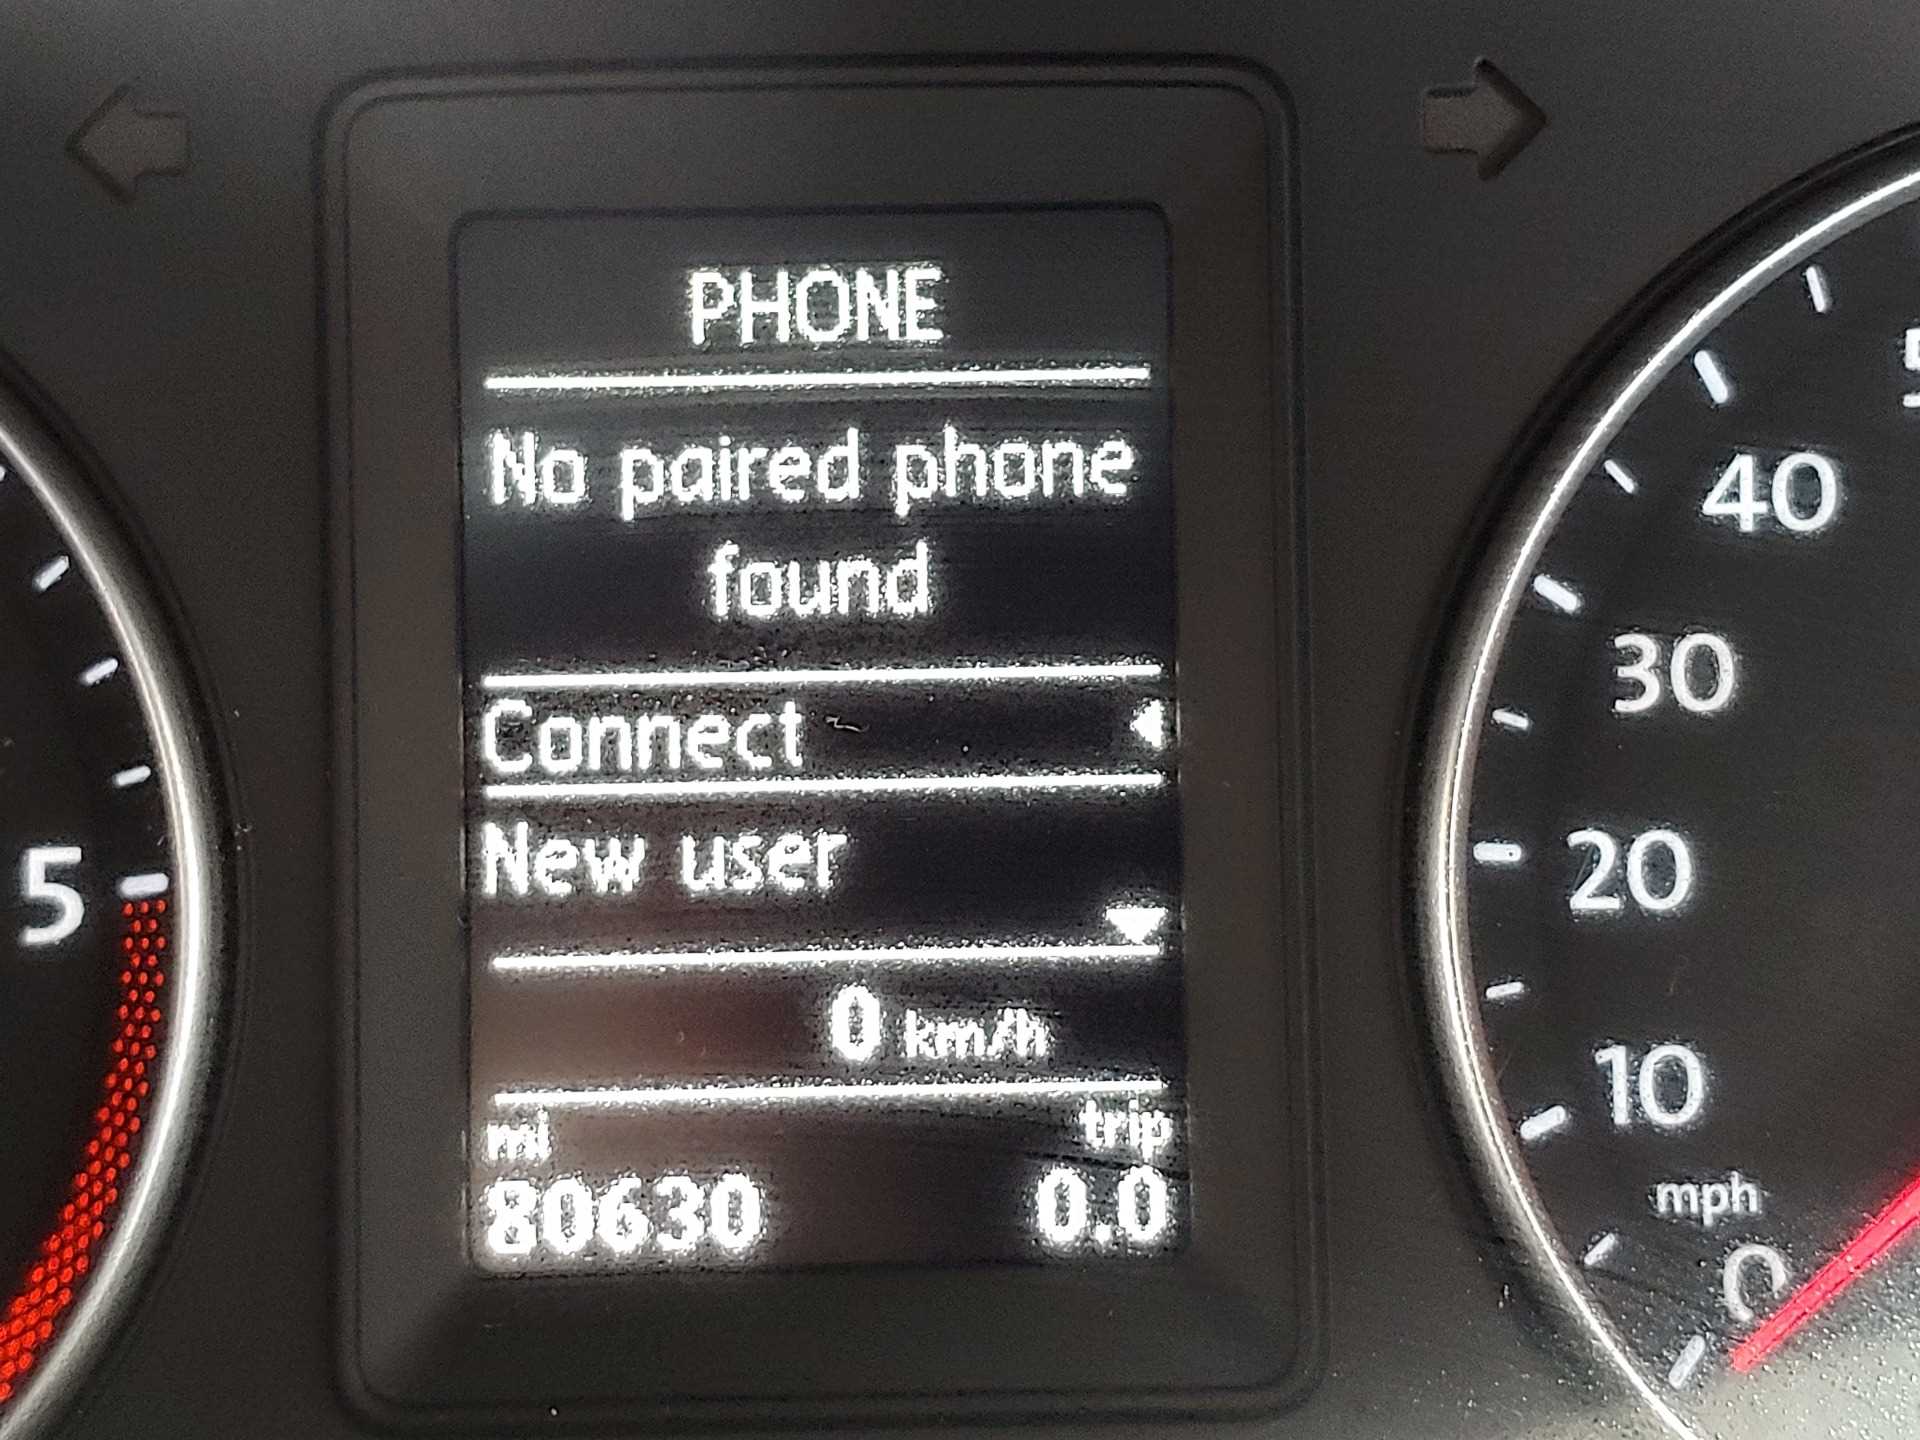 PHONE
No paired phone
found
Connect
New user
0 km/h
mi trip
80630 0.0
5
40
30
20
10
mph
0